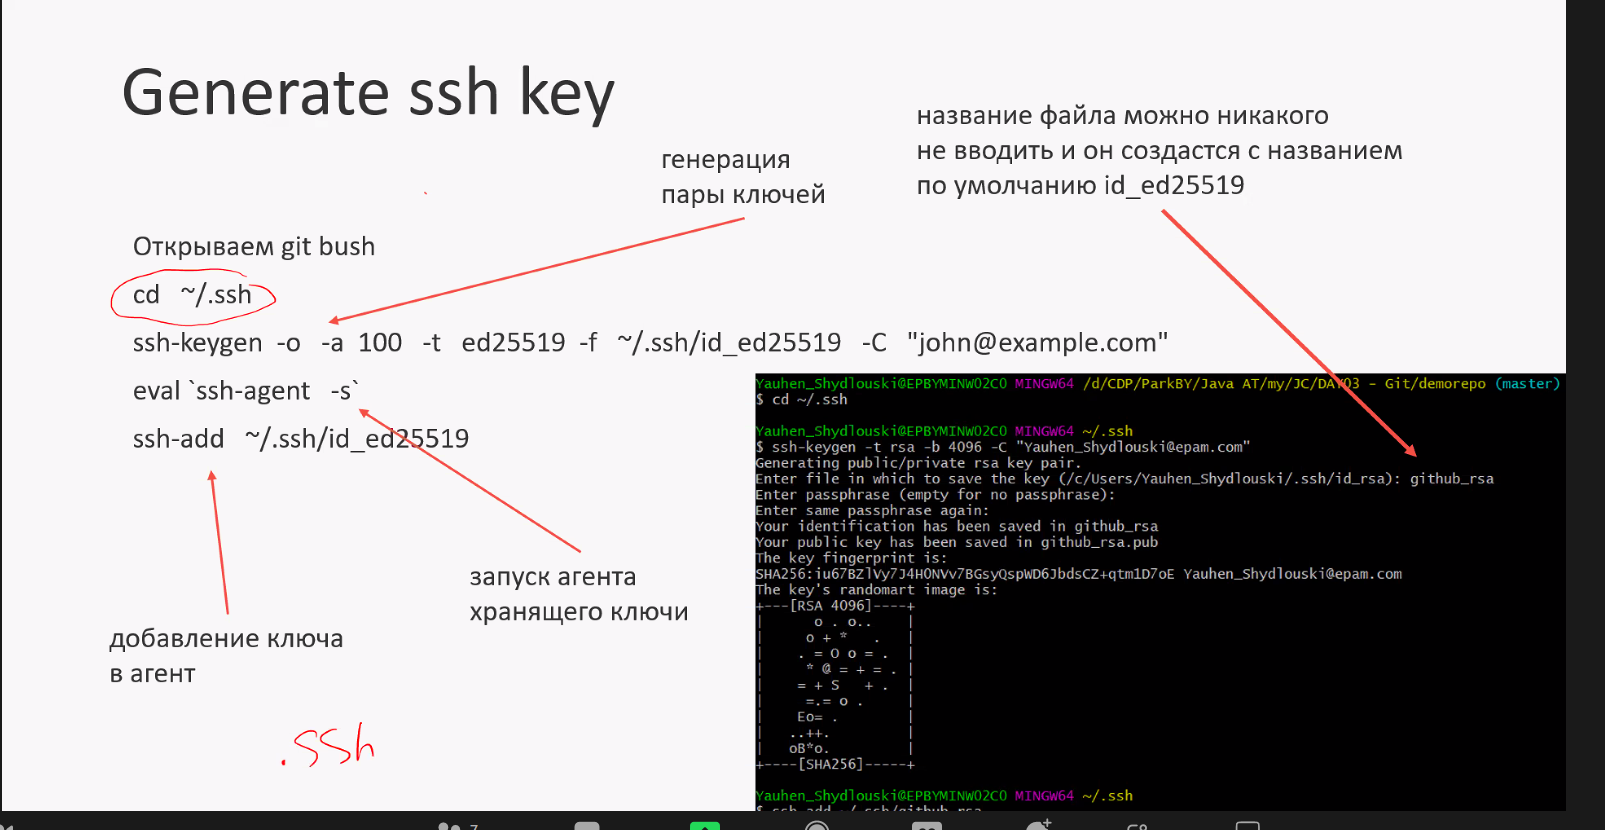 Generate ssh key
название файла можно никакого
не вводить и он создастся с названием
по умолчанию id_ed25519
генерация
пары ключей
Открываем git bush
cd ~/.ssh
ssh-keygen -o -a 100 -t ed25519 -f ~/.ssh/id_ed25519 -C "john@example.com"
eval `ssh-agent -s`
ssh-add ~/.ssh/id_ed25519
запуск агента
хранящего ключи
добавление ключа
в агент
.ssh
Yauhen_Shydlouski@EPBYMINW02C0 MINGW64 /d/CDP/ParkBY/Java AT/my/JC/DAY03 - Git/demorepo (master)
$ cd ~/.ssh
Yauhen_Shydlouski@EPBYMINW02C0 MINGW64 ~/.ssh
$ ssh-keygen -t rsa -b 4096 -C "Yauhen_Shydlouski@epam.com"
Generating public/private rsa key pair.
Enter file in which to save the key (/c/Users/Yauhen_Shydlouski/.ssh/id_rsa): github_rsa
Enter passphrase (empty for no passphrase):
Enter same passphrase again:
Your identification has been saved in github_rsa
Your public key has been saved in github_rsa.pub
The key fingerprint is:
SHA256:iu67BZlVy7J4HONVv7BGsyQspWD6JbdsCZ+qtm1D7oE Yauhen_Shydlouski@epam.com
The key's randomart image is:
+---[RSA 4096]----+
|      o . o..    |
|     o + *   .   |
|    . = O o = .  |
|     * @ = + = . |
|    = + S   + .  |
|     =.= o .     |
|    Eo= .        |
|   ..++.         |
|   oB*o.         |
+----[SHA256]-----+
Yauhen_Shydlouski@EPBYMINW02C0 MINGW64 ~/.ssh
$ ssh-add ~/.ssh/github_rsa
7